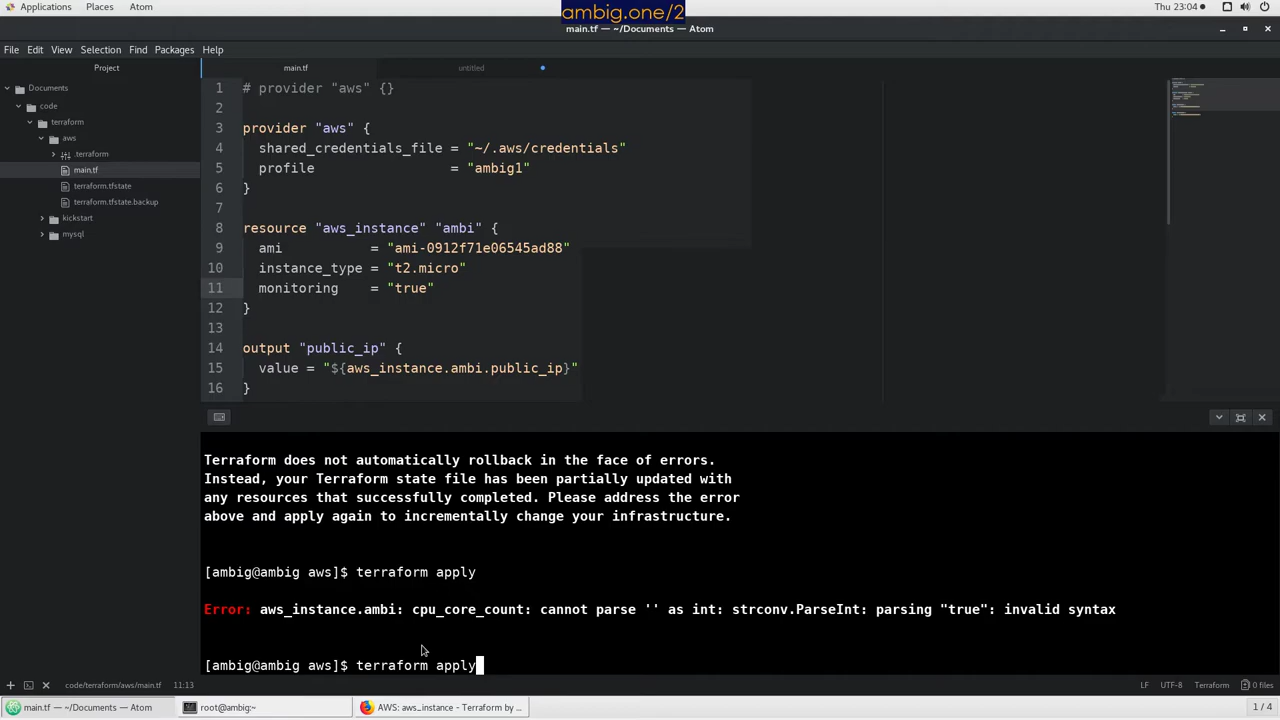 Applications Places Atom
ambig.one/2
Thu 23:04
main.tf — ~/Documents — Atom
File Edit View Selection Find Packages Help
Project
main.tf
untitled
Documents
code
terraform
aws
.terraform
main.tf
terraform.tfstate
terraform.tfstate.backup
kickstart
mysql
1 # provider "aws" {}
2
3 provider "aws" {
4 shared_credentials_file = "~/.aws/credentials"
5 profile = "ambig1"
6 }
7
8 resource "aws_instance" "ambi" {
9 ami = "ami-0912f71e06545ad88"
10 instance_type = "t2.micro"
11 monitoring = "true"
12 }
13
14 output "public_ip" {
15 value = "${aws_instance.ambi.public_ip}"
16 }
Terraform does not automatically rollback in the face of errors.
Instead, your Terraform state file has been partially updated with
any resources that successfully completed. Please address the error
above and apply again to incrementally change your infrastructure.
[ambig@ambig aws]$ terraform apply
Error: aws_instance.ambi: cpu_core_count: cannot parse '' as int: strconv.ParseInt: parsing "true": invalid syntax
[ambig@ambig aws]$ terraform apply
code/terraform/aws/main.tf 11:13
LF UTF-8 Terraform 0 files
main.tf — ~/Documents — Atom
root@ambig:~
AWS: aws_instance - Terraform by ...
1 / 4